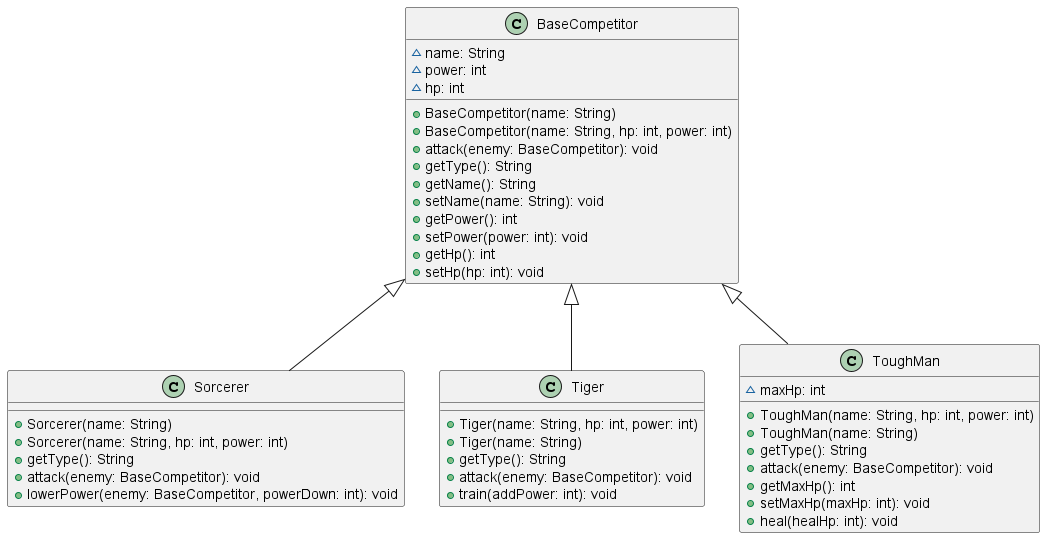 C BaseCompetitor
name: String
power: int
hp: int
BaseCompetitor(name: String)
BaseCompetitor(name: String, hp: int, power: int)
attack(enemy: BaseCompetitor): void
getType(): String
getName(): String
setName(name: String): void
getPower(): int
setPower(power: int): void
getHp(): int
setHp(hp: int): void
C Sorcerer
Sorcerer(name: String)
Sorcerer(name: String, hp: int, power: int)
getType(): String
attack(enemy: BaseCompetitor): void
lowerPower(enemy: BaseCompetitor, powerDown: int): void
C Tiger
Tiger(name: String, hp: int, power: int)
Tiger(name: String)
getType(): String
attack(enemy: BaseCompetitor): void
train(addPower: int): void
C ToughMan
maxHp: int
ToughMan(name: String, hp: int, power: int)
ToughMan(name: String)
getType(): String
attack(enemy: BaseCompetitor): void
getMaxHp(): int
setMaxHp(maxHp: int): void
heal(healHp: int): void